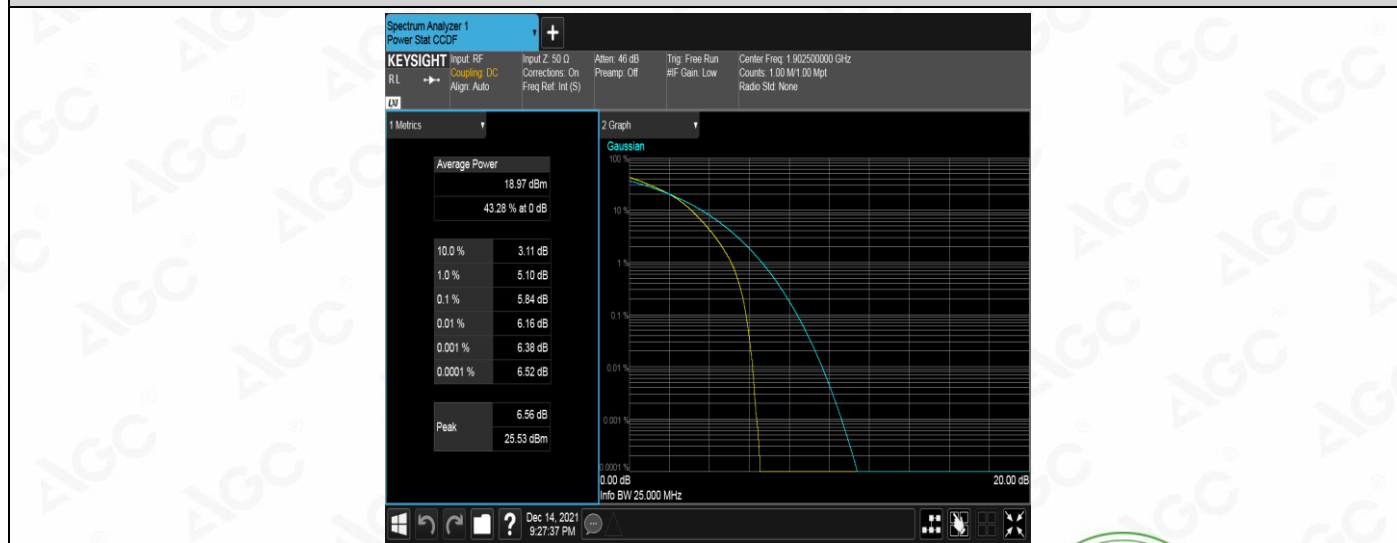 Spectrum Analyzer 1
Power Stat CCDF
+
KEYSIGHT
RL
LXI
Input: RF
Coupling: DC
Align: Auto
Input Z: 50 Ω
Corrections: On
Freq Ref: Int (S)
Atten: 46 dB
Preamp: Off
Trig: Free Run
#IF Gain: Low
Center Freq: 1.902500000 GHz
Counts: 1.00 M/1.00 Mpt
Radio Std: None
1 Metrics
Average Power
18.97 dBm
43.28 % at 0 dB
10.0 % 3.11 dB
1.0 % 5.10 dB
0.1 % 5.84 dB
0.01 % 6.16 dB
0.001 % 6.38 dB
0.0001 % 6.52 dB
Peak
6.56 dB
25.53 dBm
2 Graph
Gaussian
100 %
10 %
1 %
0.1 %
0.01 %
0.001 %
0.0001 %
0.00 dB
20.00 dB
Info BW 25.000 MHz
?
Dec 14, 2021
9:27:37 PM
AGC